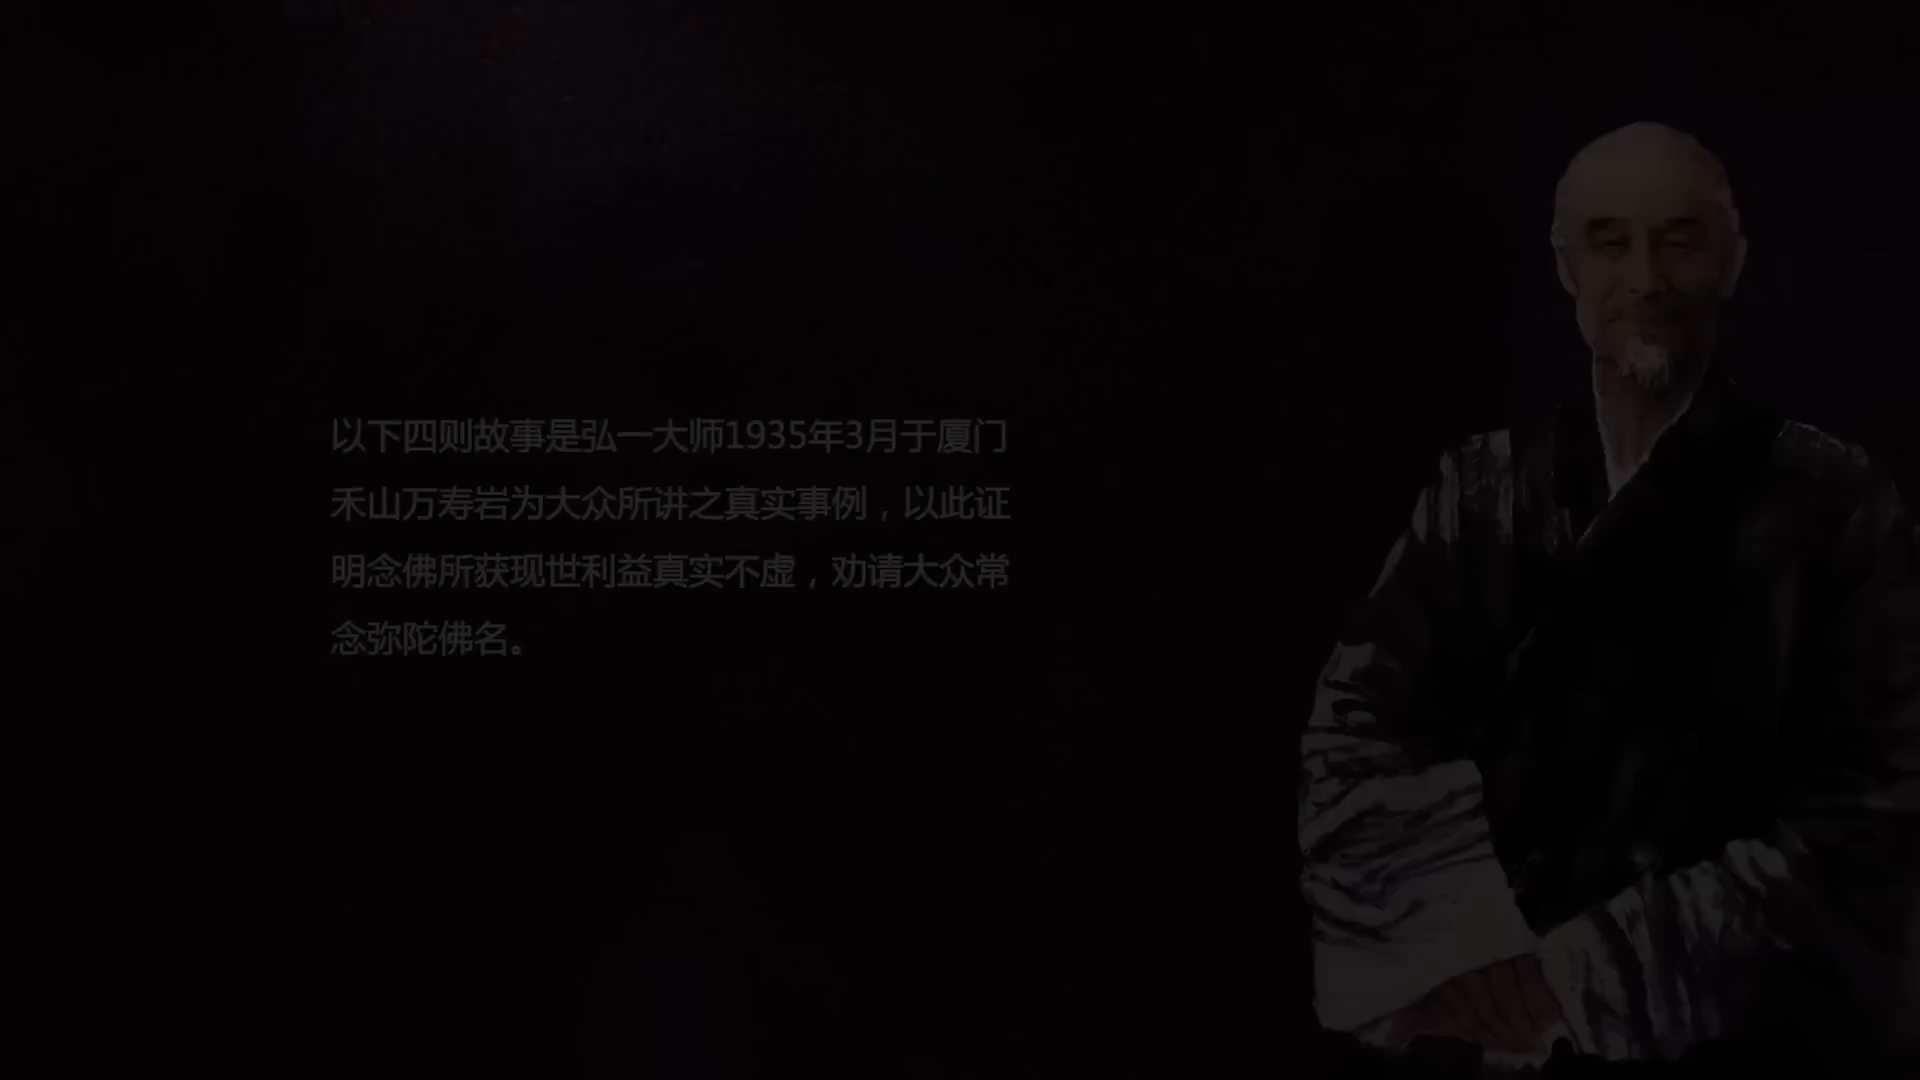 以下四则故事是弘一大师1935年3月于厦门
禾山万寿岩为大众所讲之真实事例，以此证
明念佛所获现世利益真实不虚，劝请大众常
念弥陀佛名。